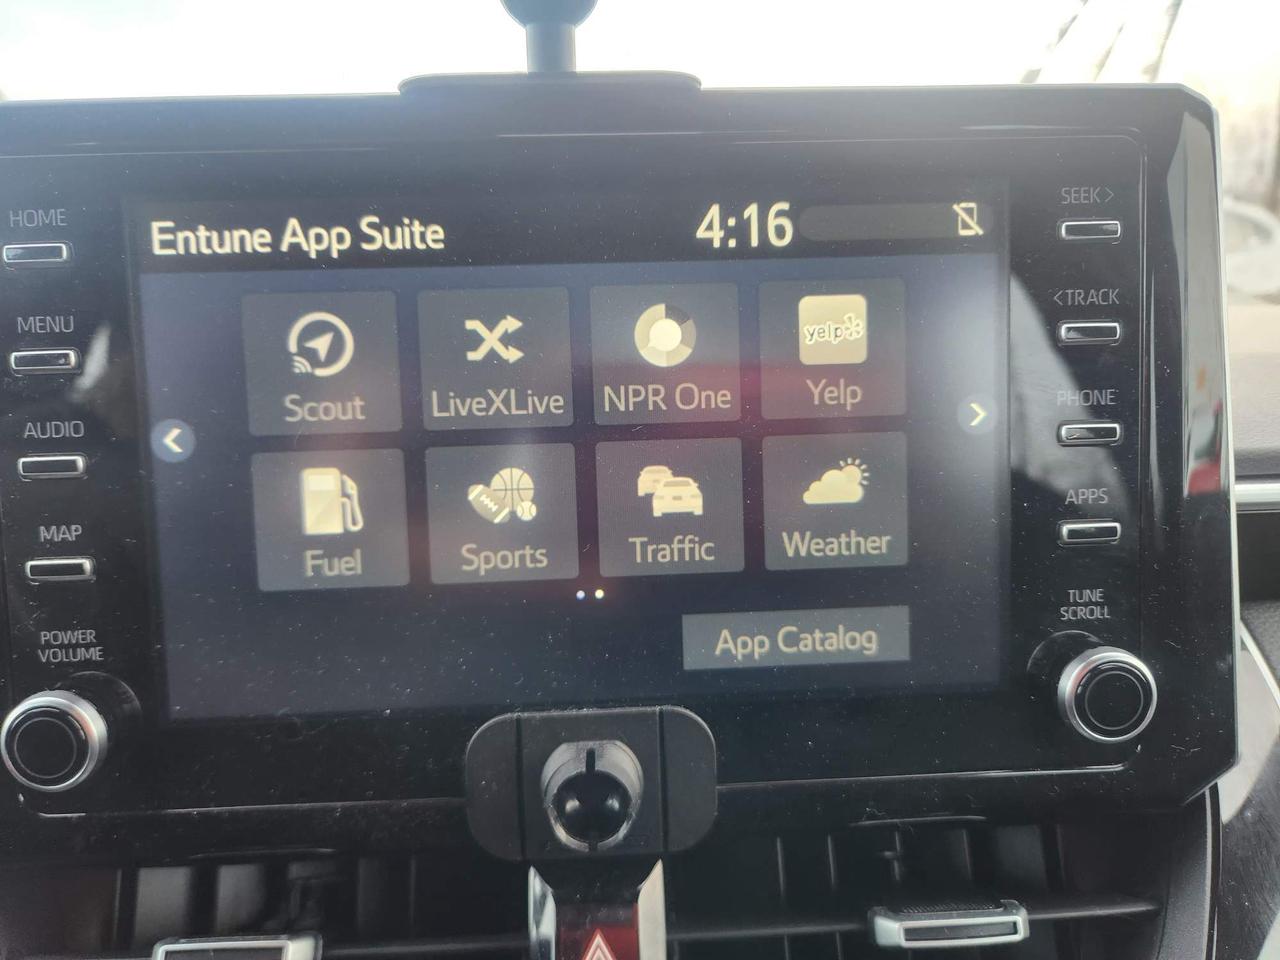 HOME
MENU
AUDIO
MAP
POWER
VOLUME
Entune App Suite
4:16
Scout
LiveXLive
NPR One
yelp
Yelp
Fuel
Sports
Traffic
Weather
App Catalog
SEEK >
< TRACK
PHONE
APPS
TUNE
SCROLL